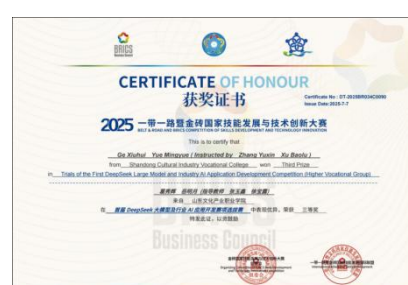 BRICS
CERTIFICATE OF HONOUR
获奖证书
Issue Date:2025-7-7
2025 一带一路暨金砖国家技能发展与技术创新大赛
BELT & ROAD AND BRICS COMPETITION OF SKILLS DEVELOPMENT AND TECHNOLOGY INNOVATION
This is to certify that
Ge Xiuhui Yue Mingyue ( Instructed by Zhang Yuxin Xu Baolu )
from Shandong Cultural Industry Vocational College won Third Prize
in Trials of the First DeepSeek Large Model and Industry AI Application Development Competition (Higher Vocational Group)
来自 山东文化产业职业学院
在 首届 DeepSeek 大模型及行业 AI 应用开发赛项选拔赛 中表现优异，荣获 三等奖
特发此证，以资鼓励
Business Council